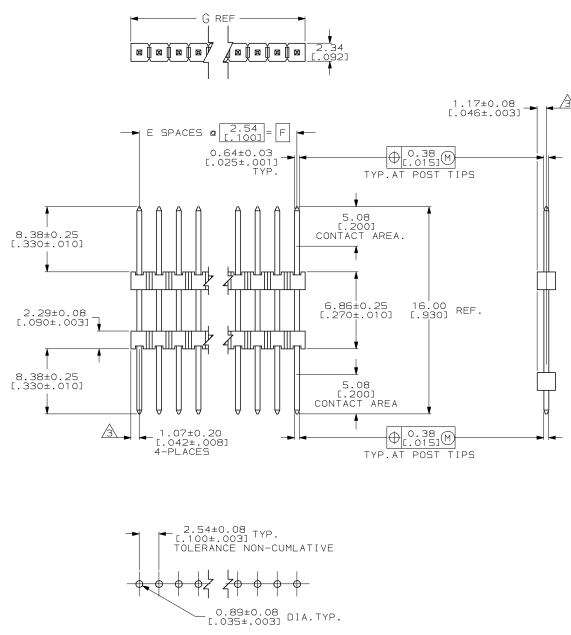 G REF
2.34
[.092]
1.17±0.08
[.046±.003]
3
E SPACES @ 2.54 = F
[.100]
0.64±0.03
[.025±.001]
TYP.
0.38 M
[.015]
TYP.AT POST TIPS
8.38±0.25
[.330±.010]
5.08
[.200]
CONTACT AREA.
2.29±0.08
[.090±.003]
6.86±0.25
[.270±.010]
16.00 REF.
[.930]
8.38±0.25
[.330±.010]
5.08
[.200]
CONTACT AREA
3
1.07±0.20
[.042±.008]
4-PLACES
0.38 M
[.015]
TYP.AT POST TIPS
2.54±0.08 TYP.
[.100±.003]
TOLERANCE NON-CUMLATIVE
0.89±0.08 DIA.TYP.
[.035±.003]